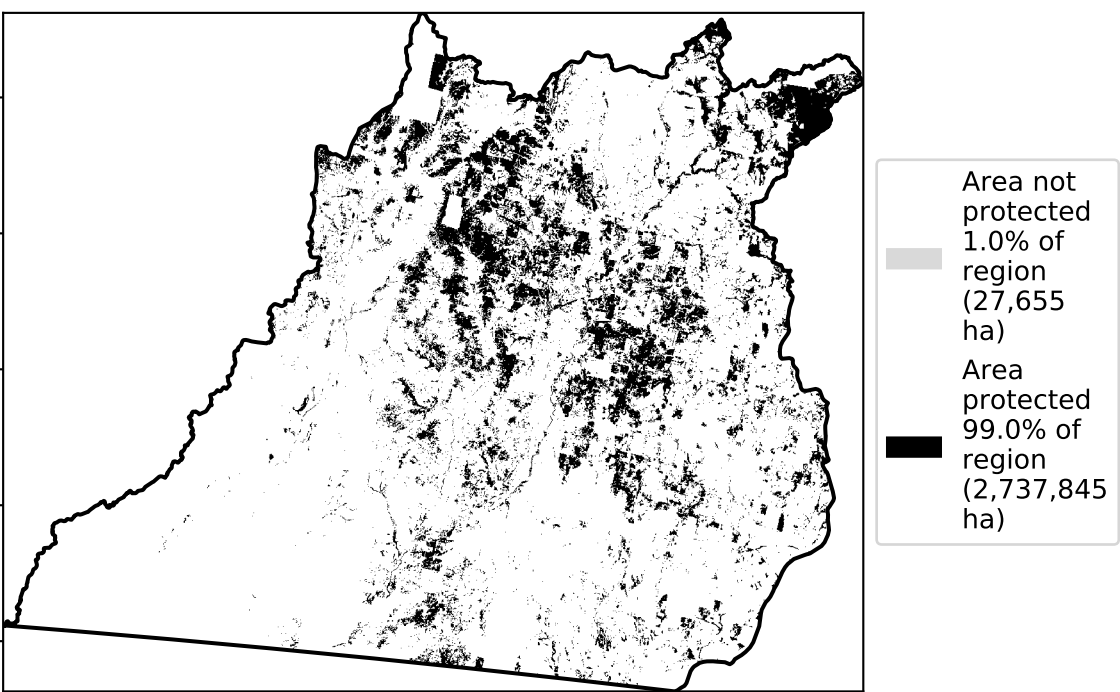 Area not
protected
1.0% of
region
(27,655
ha)
Area
protected
99.0% of
region
(2,737,845
ha)